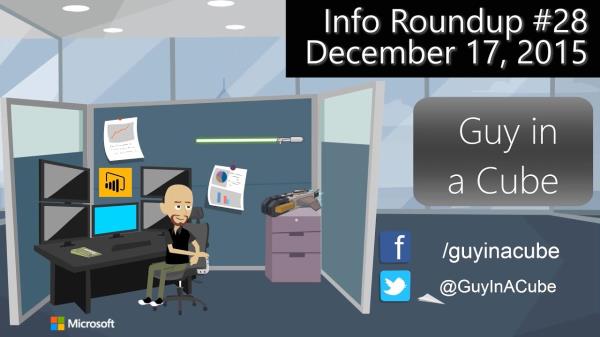 Info Roundup #28
December 17, 2015
Guy in
a Cube
/guyinacube
@GuyInACube
Microsoft